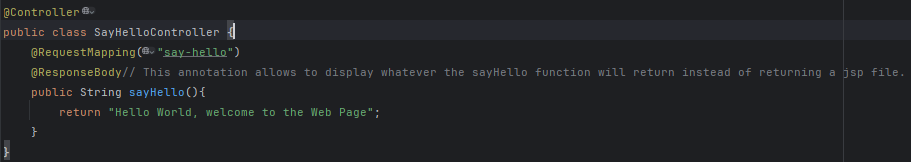 @Controller
public class SayHelloController {
@RequestMapping("say-hello")
@ResponseBody// This annotation allows to display whatever the sayHello function will return instead of returning a jsp file.
public String sayHello(){
return "Hello World, welcome to the Web Page";
}
}